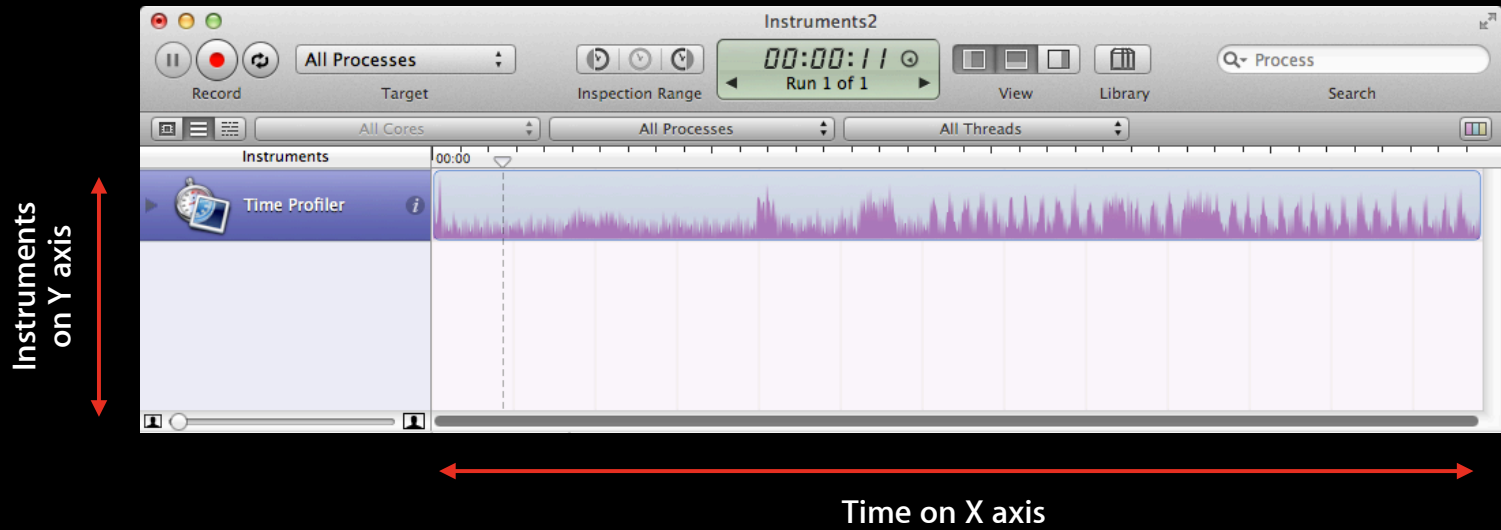 Instruments2
All Processes
00:00:11
Run 1 of 1
Process
Record
Target
Inspection Range
View
Library
Search
All Cores
All Processes
All Threads
Instruments
00:00
Time Profiler
Instruments
on Y axis
Time on X axis